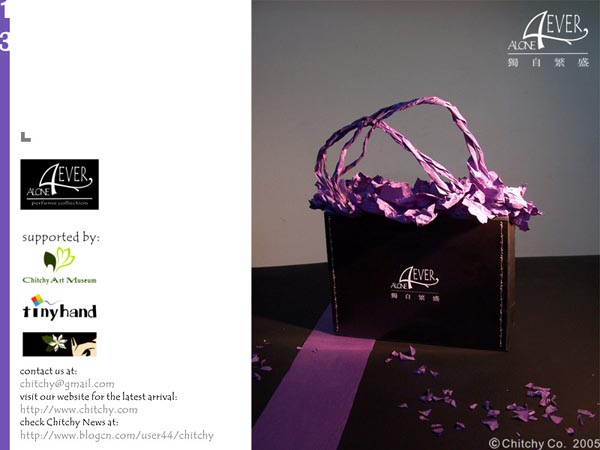 13
ALONE 4EVER
perfume collection
supported by:
Chitchy Art Museum
tinyhand
contact us at:
chitchy@gmail.com
visit our website for the latest arrival:
http://www.chitchy.com
check Chitchy News at:
http://www.blogcn.com/user44/chitchy
ALONE 4EVER
獨自繁盛
ALONE 4EVER
獨自繁盛
©Chitchy Co. 2005